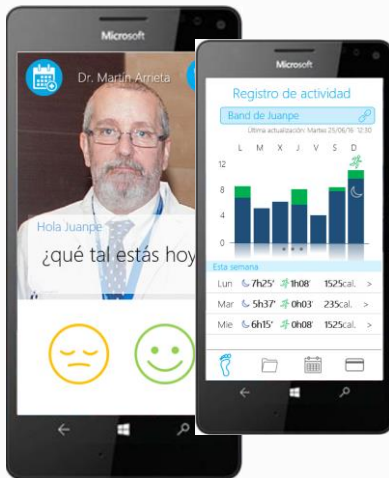 Microsoft
Dr. Martín Arrieta
Hola Juanpe
¿qué tal estás hoy
Microsoft
Registro de actividad
Band de Juanpe
Última actualización: Martes 25/06/16 12:30
L M X J V S D
12
8
4
0
Esta semana
Lun 7h25' 1h08' 1525cal. >
Mar 5h37' 0h03' 235cal. >
Mie 6h15' 0h08' 1525cal. >